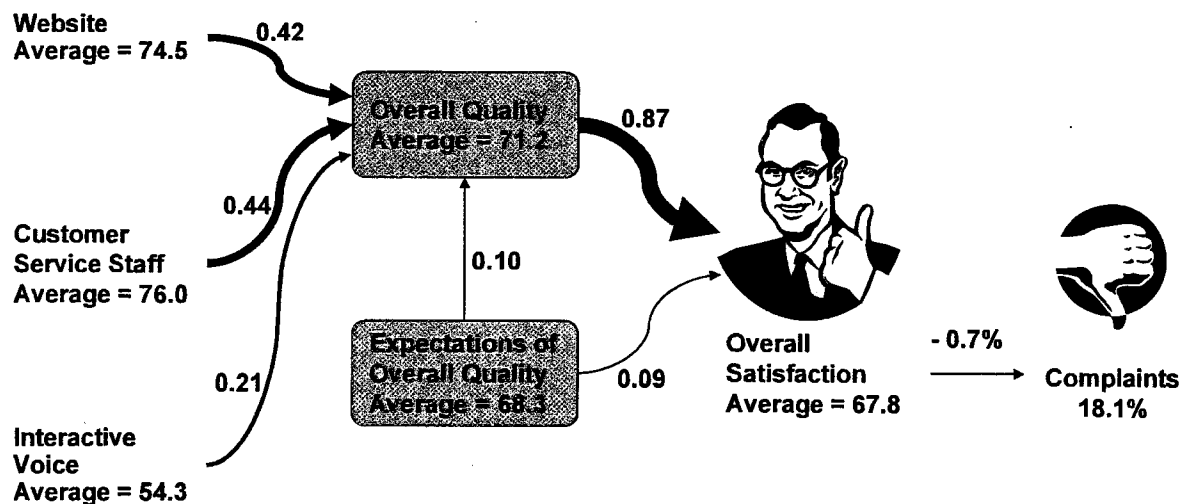 Website
Average = 74.5
0.42
Overall Quality
Average = 71.2
0.87
0.44
Customer
Service Staff
Average = 76.0
0.10
Expectations of
Overall Quality
Average = 68.3
0.09
0.21
Interactive
Voice
Average = 54.3
Overall
Satisfaction
Average = 67.8
- 0.7%
Complaints
18.1%